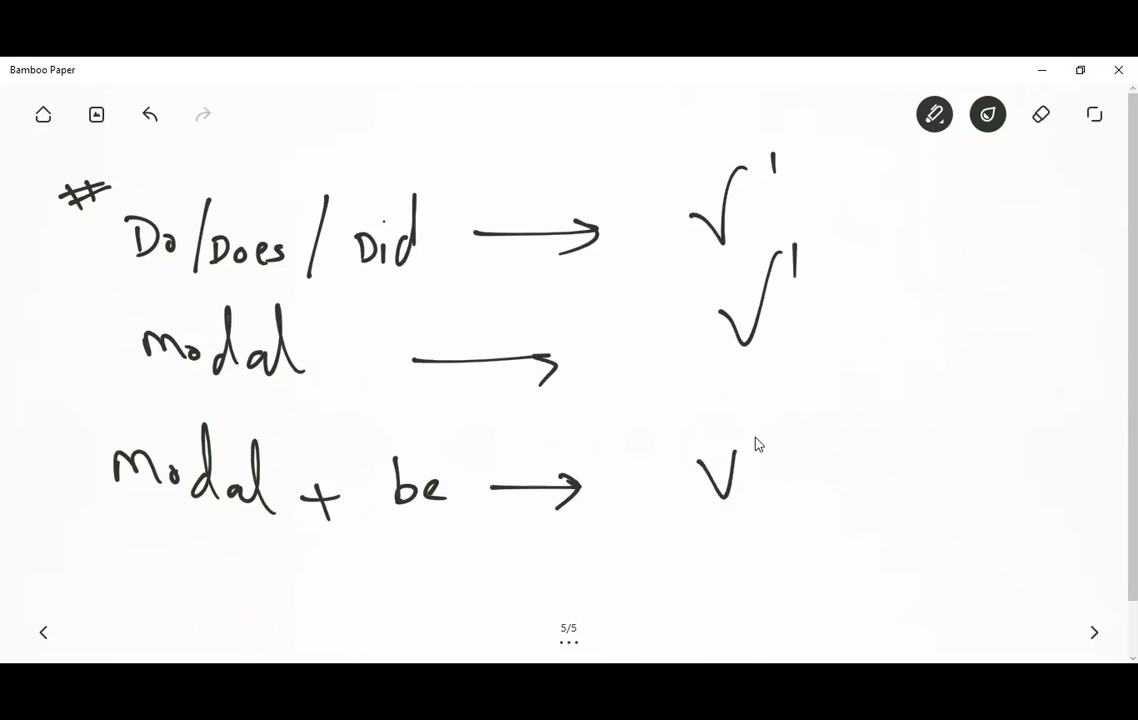 Bamboo Paper
# Do/Does/Did → V¹
Modal → V¹
Modal + be → V
5/5